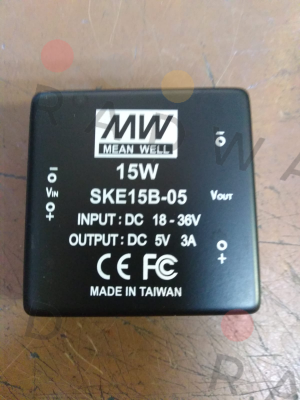 MW
MEAN WELL
15W
SKE15B-05
VIN
VOUT
INPUT : DC 18 - 36V
OUTPUT : DC 5V 3A
CE FC
MADE IN TAIWAN